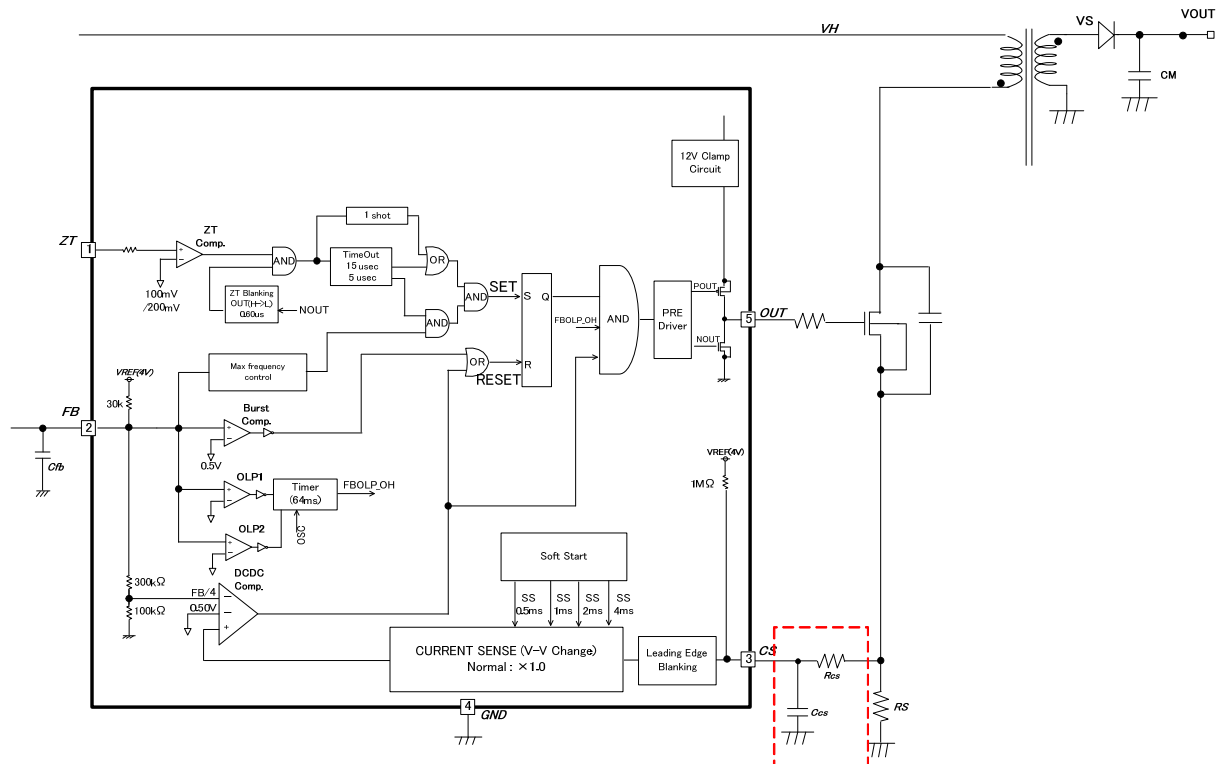 VH
VS
VOUT
CM
12V Clamp
Circuit
1 shot
ZT
1
ZT
Comp.
+
−
100mV
/200mV
AND
TimeOut
15 usec
5 usec
OR
ZT Blanking
OUT(H->L)
0.60us
NOUT
AND
AND
SET
S
Q
R
FBOLP_OH
AND
PRE
Driver
POUT
NOUT
5
OUT
Max frequency
control
OR
RESET
VREF(4V)
30k
FB
2
Cfb
Burst
Comp.
+
−
0.5V
OLP1
+
−
Timer
(64ms)
FBOLP_OH
OSC
OLP2
+
−
VREF(4V)
1MΩ
300kΩ
100kΩ
FB/4
0.50V
DCDC
Comp.
−
−
+
Soft Start
SS
0.5ms
SS
1ms
SS
2ms
SS
4ms
CURRENT SENSE (V-V Change)
Normal : ×1.0
Leading Edge
Blanking
3
CS
Rcs
Ccs
RS
4
GND